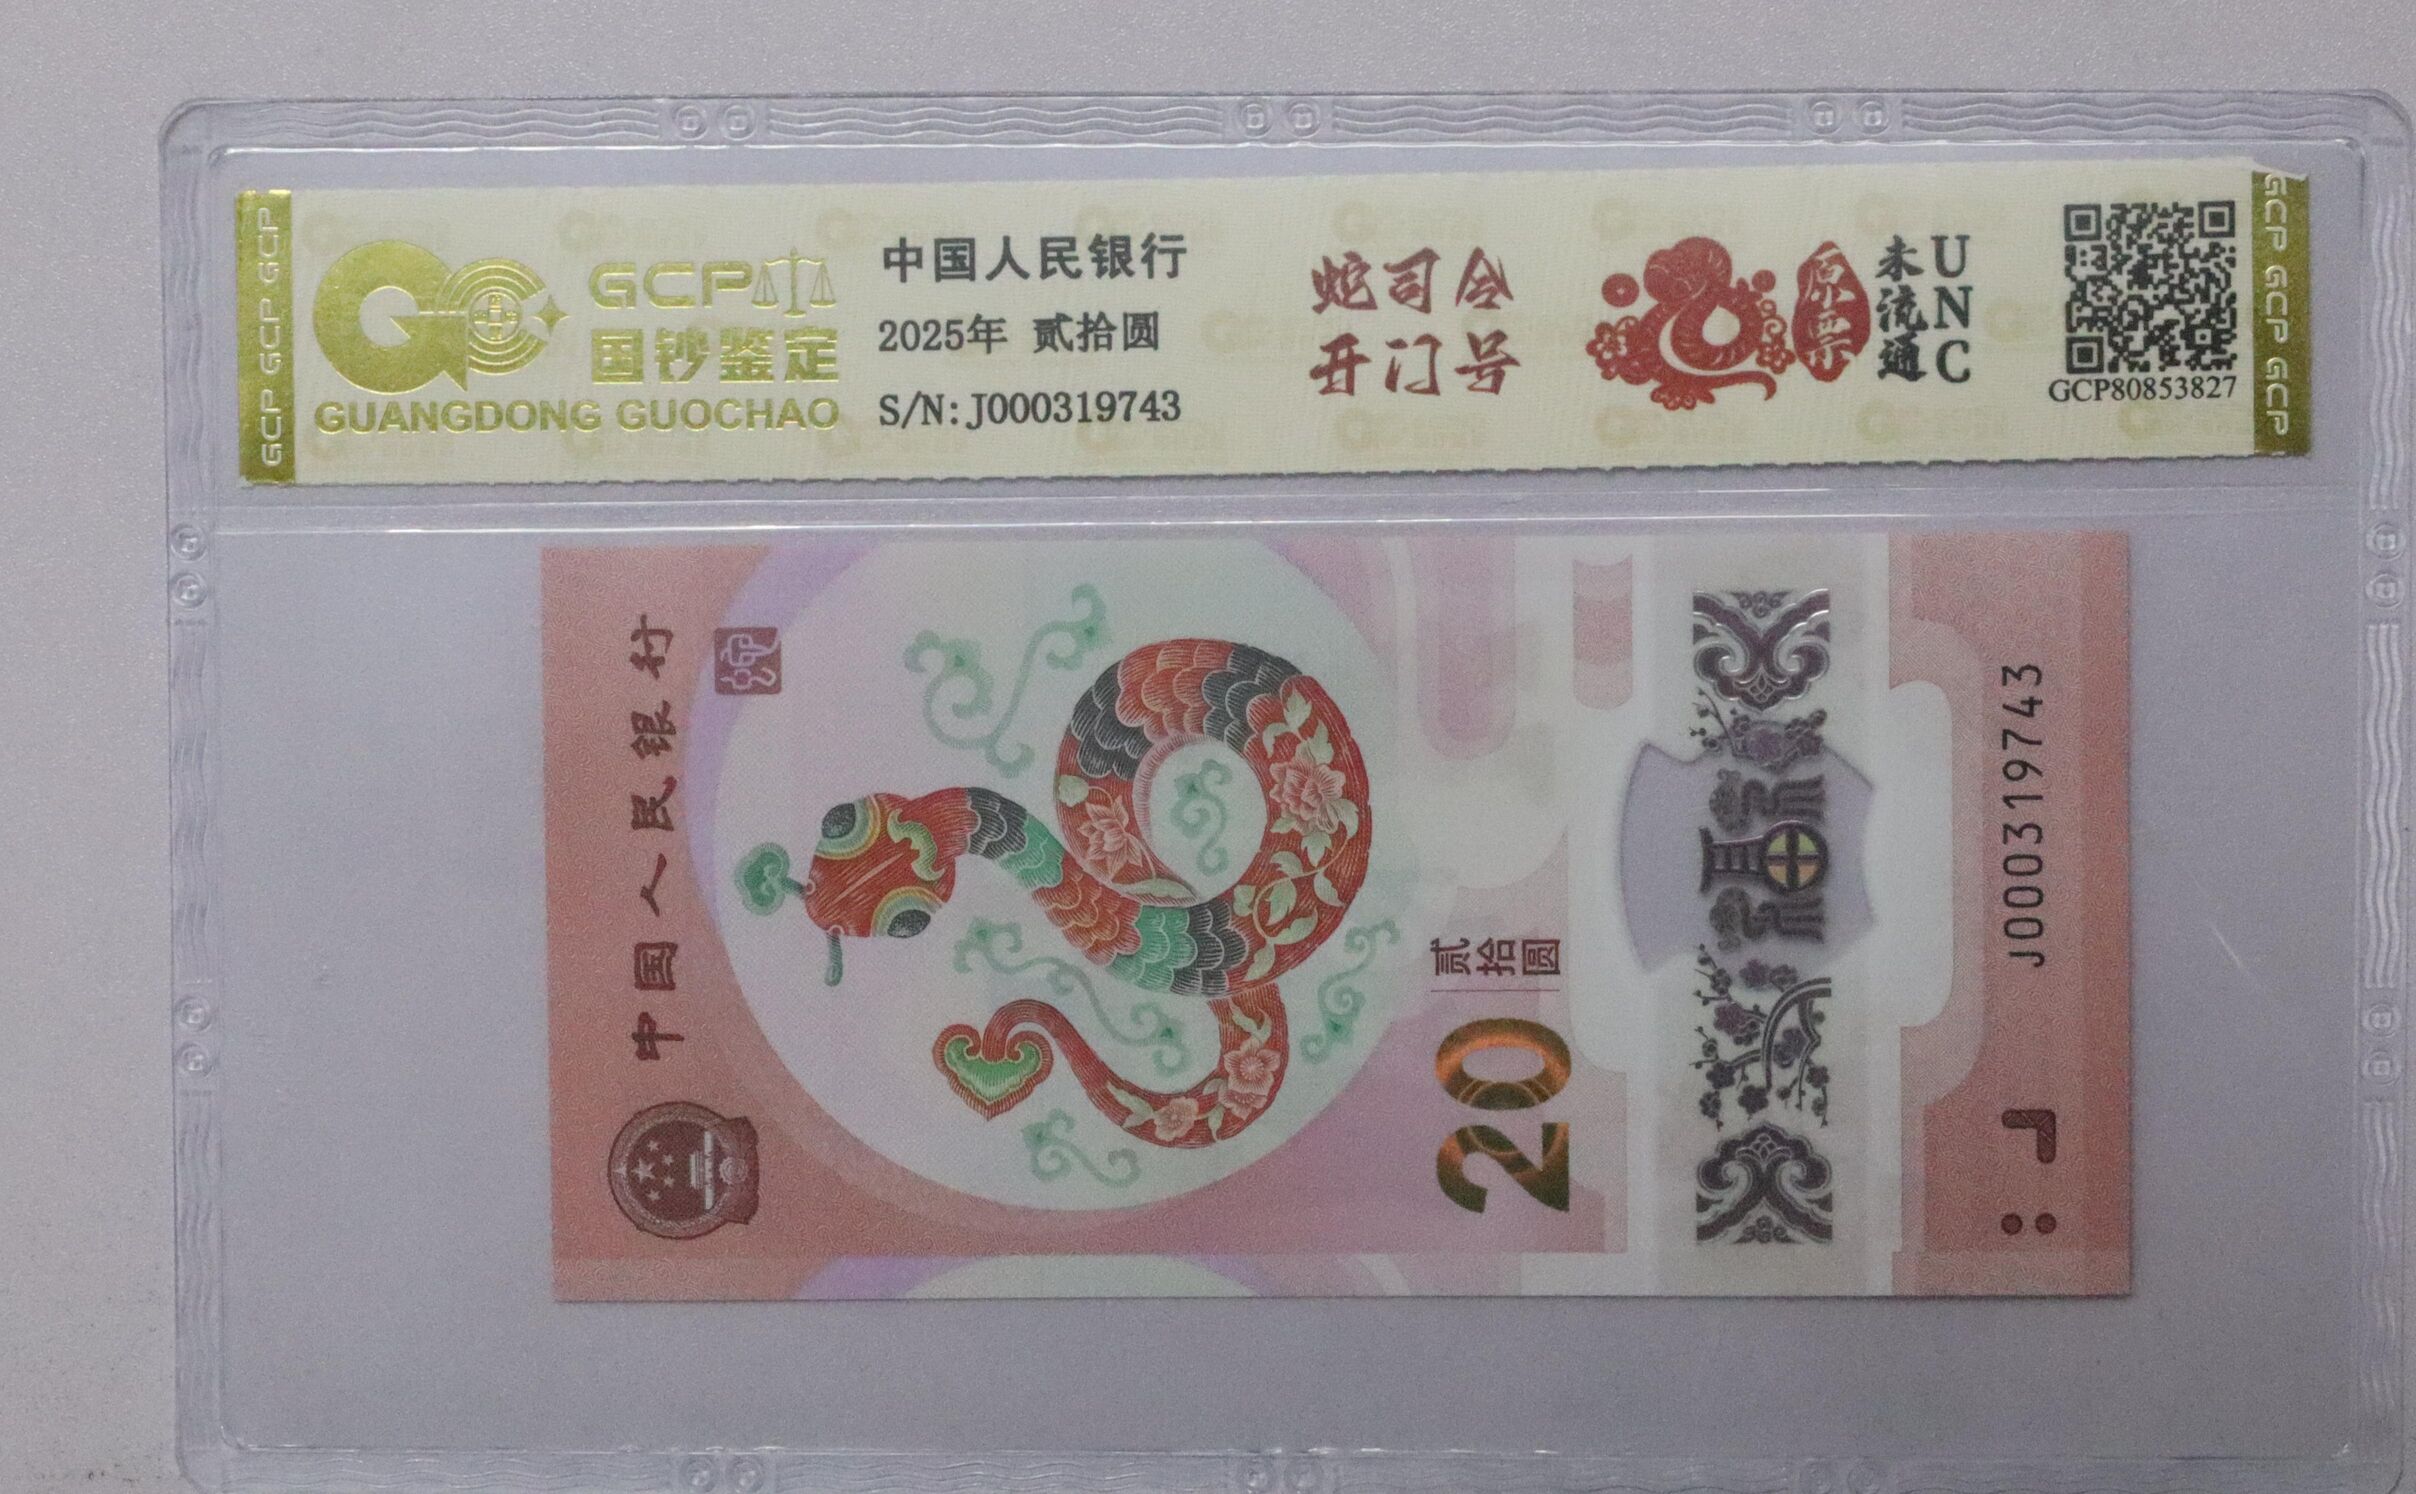 GCP GCP GCP
GCP
国钞鉴定
GUANGDONG GUOCHAO
中国人民银行
2025年 贰拾圆
S/N: J000319743
蛇司令
开门号
原票
未流通
UNC
GCP80853827
GCP GCP GCP
中国人民银行
贰拾圆
20
福
J000319743